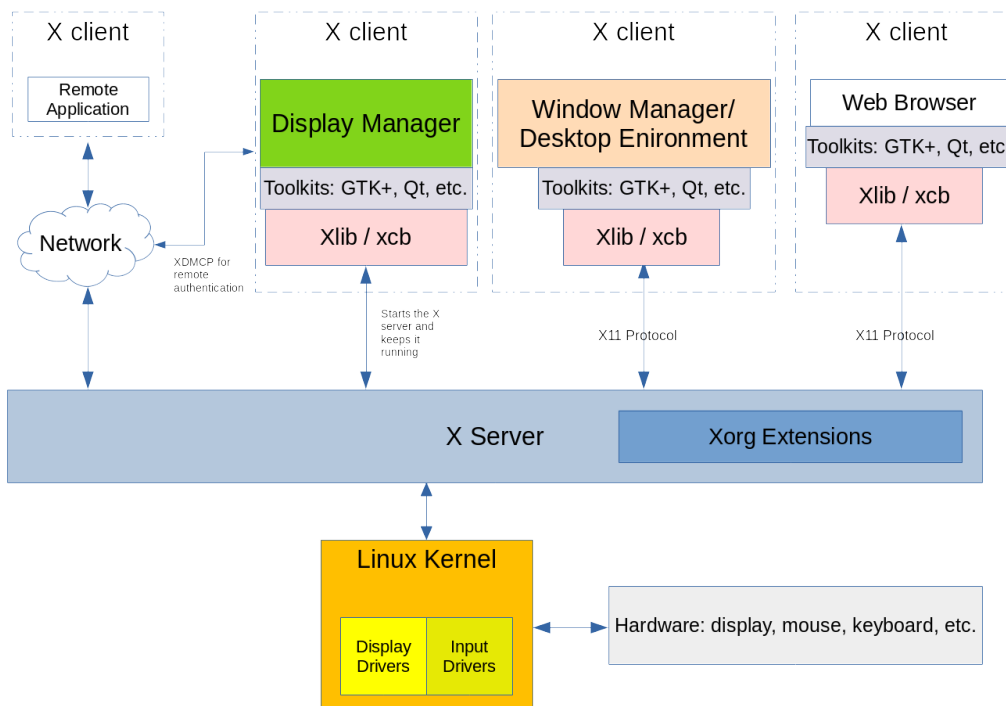 X client
X client
X client
X client
Remote
Application
Display Manager
Window Manager/
Desktop Enironment
Web Browser
Toolkits: GTK+, Qt, etc.
Toolkits: GTK+, Qt, etc.
Toolkits: GTK+, Qt, etc
Xlib / xcb
Xlib / xcb
Xlib / xcb
Network
XDMCP for
remote
authentication
Starts the X
server and
keeps it
running
X11 Protocol
X11 Protocol
X Server
Xorg Extensions
Linux Kernel
Display
Drivers
Input
Drivers
Hardware: display, mouse, keyboard, etc.